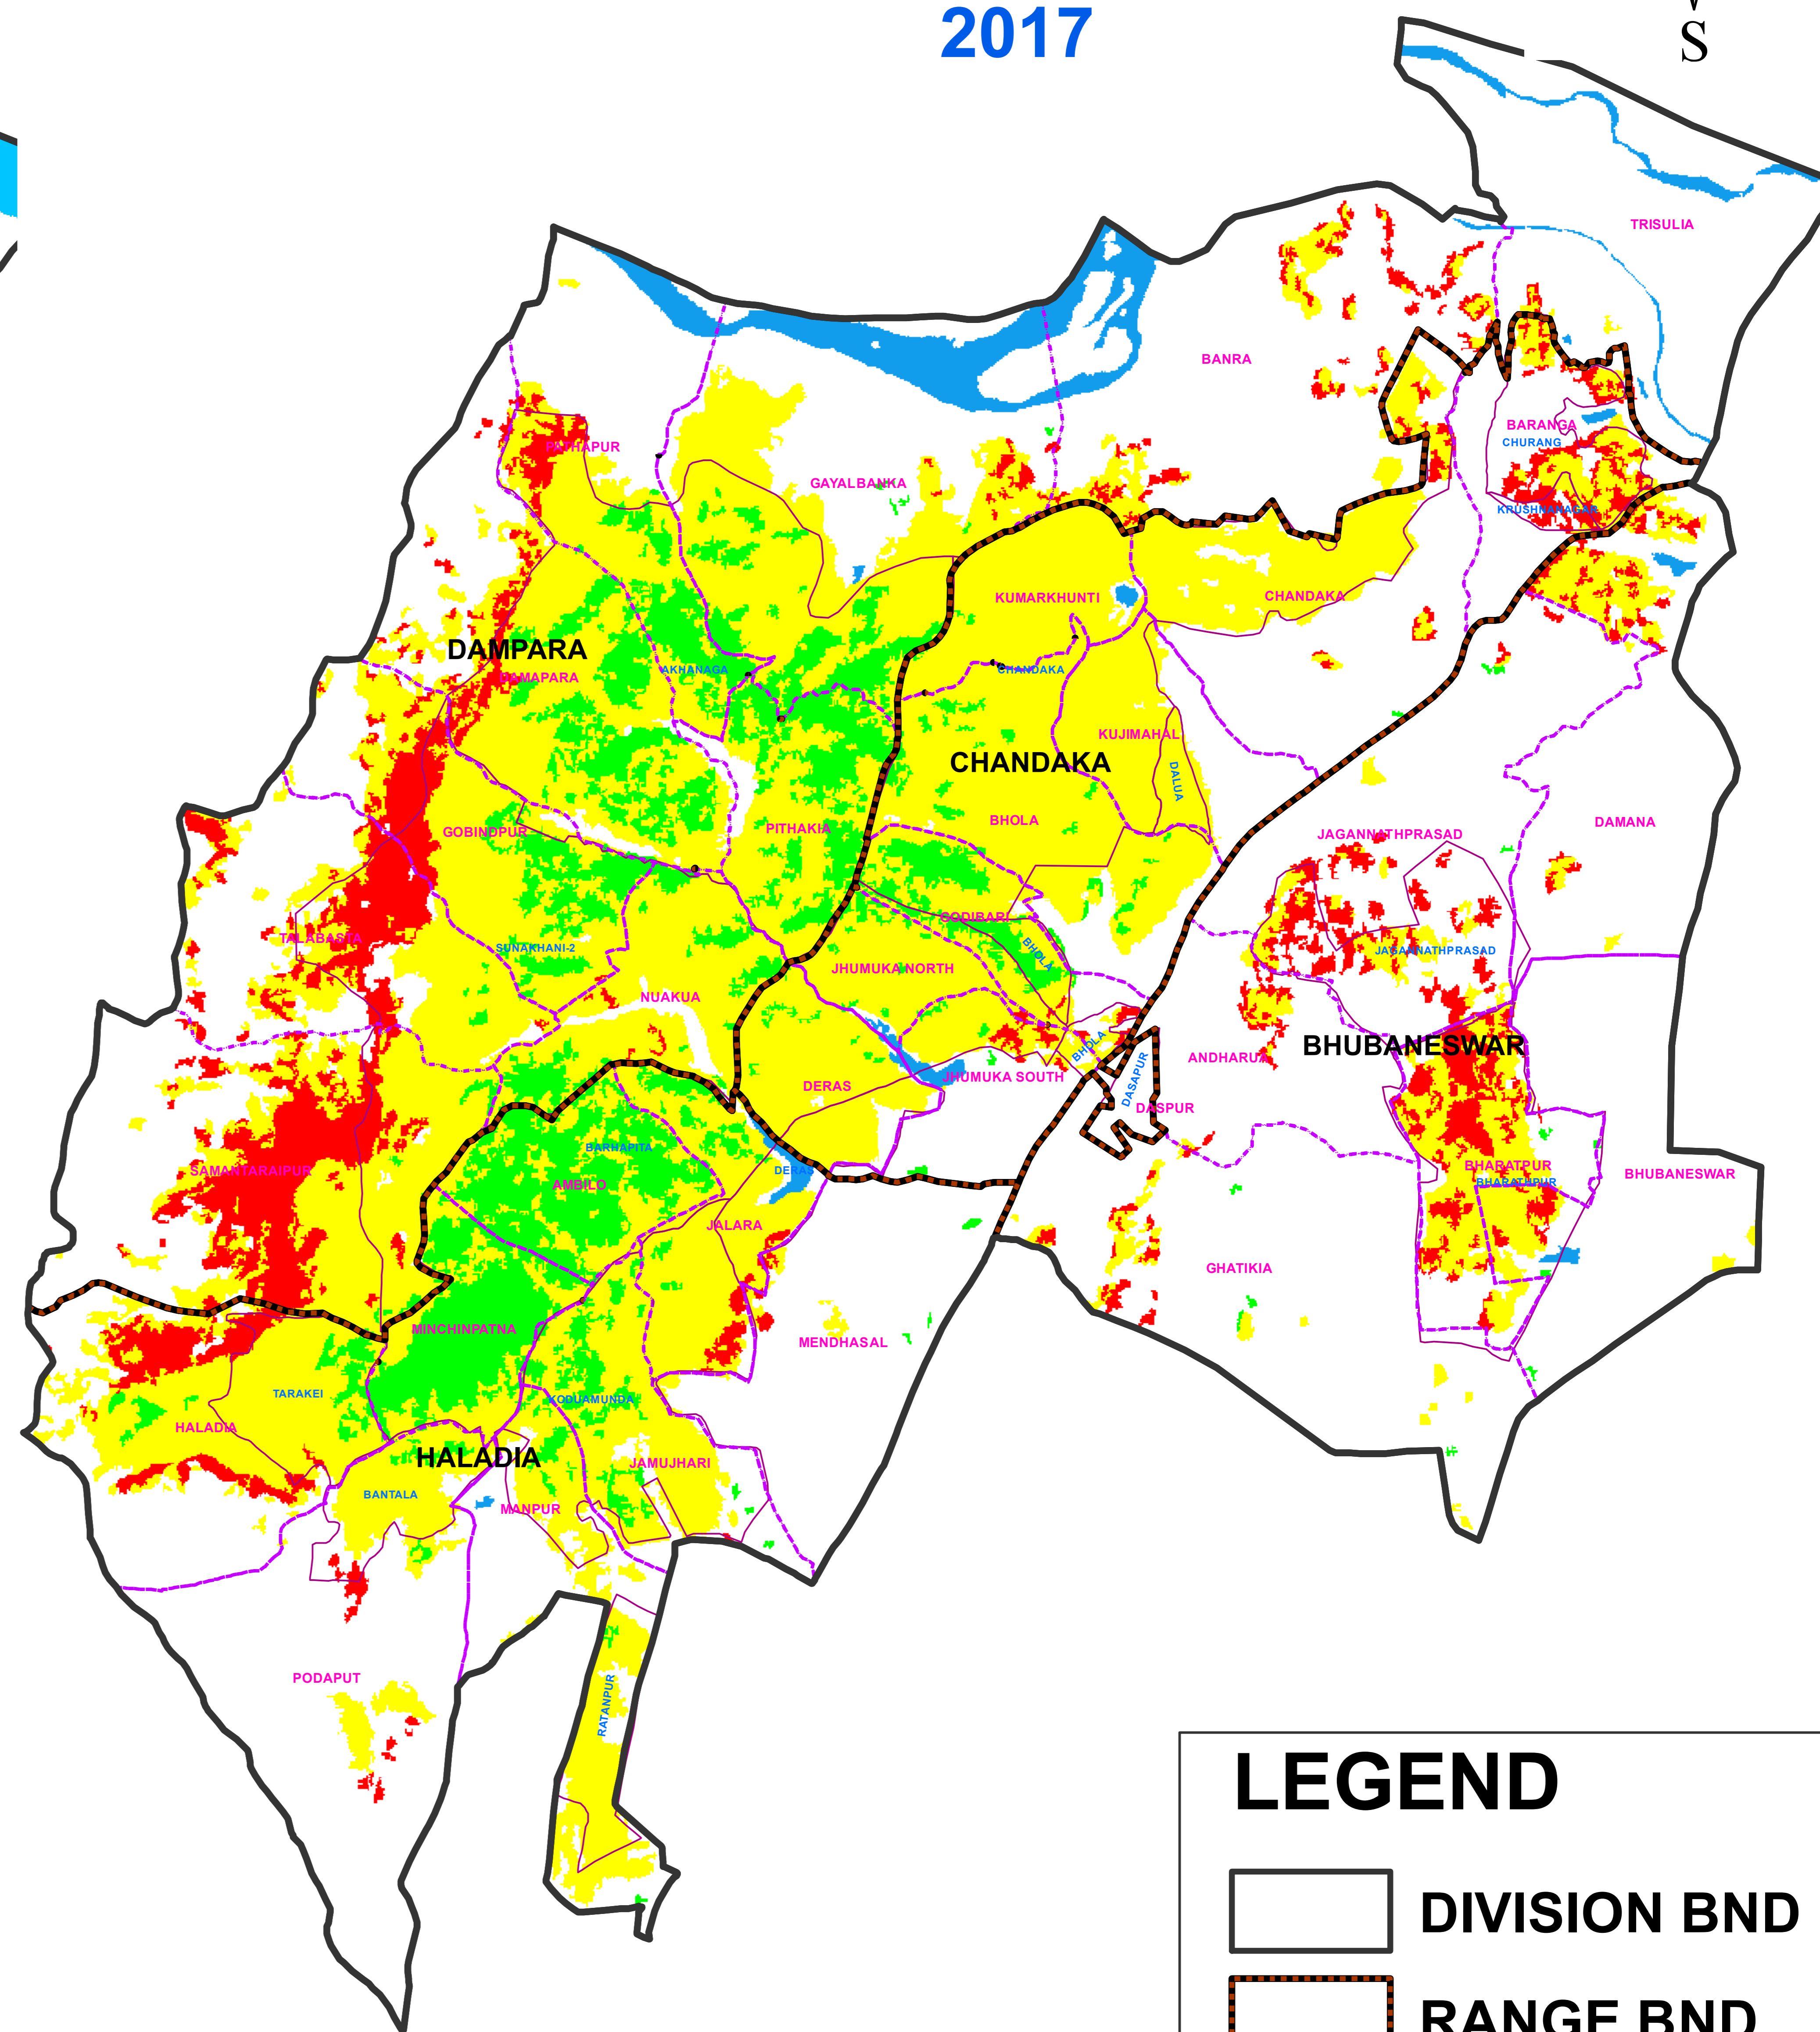 2017
S
TRISULIA
BANRA
BARANGA
CHURANG
KRUSHNANAGAR
PATHAPUR
GAYALBANKA
KUMARKHUNTI
CHANDAKA
DAMPARA
DAMAPARA
AKHANAGA
CHANDAKA
KUJIMAHAL
CHANDAKA
DALUA
GOBINDPUR
PITHAKIA
BHOLA
JAGANNATHPRASAD
DAMANA
TALABASTA
SUNAKHANI-2
GODIBARI
BHOLA
JAGANNATHPRASAD
JHUMUKA NORTH
NUAKUA
BHOLA
ANDHARUA
BHUBANESWAR
DERAS
JHUMUKA SOUTH
DASAPUR
DASPUR
BARHAPITA
SAMANTARAIPUR
AMBILO
DERAS
BHARATPUR
BHARATHPUR
BHUBANESWAR
JALARA
GHATIKIA
MINCHINPATNA
MENDHASAL
TARAKEI
KODUAMUNDA
HALADIA
HALADIA
JAMUJHARI
BANTALA
MANPUR
PODAPUT
RATANPUR
LEGEND
DIVISION BND
RANGE BND